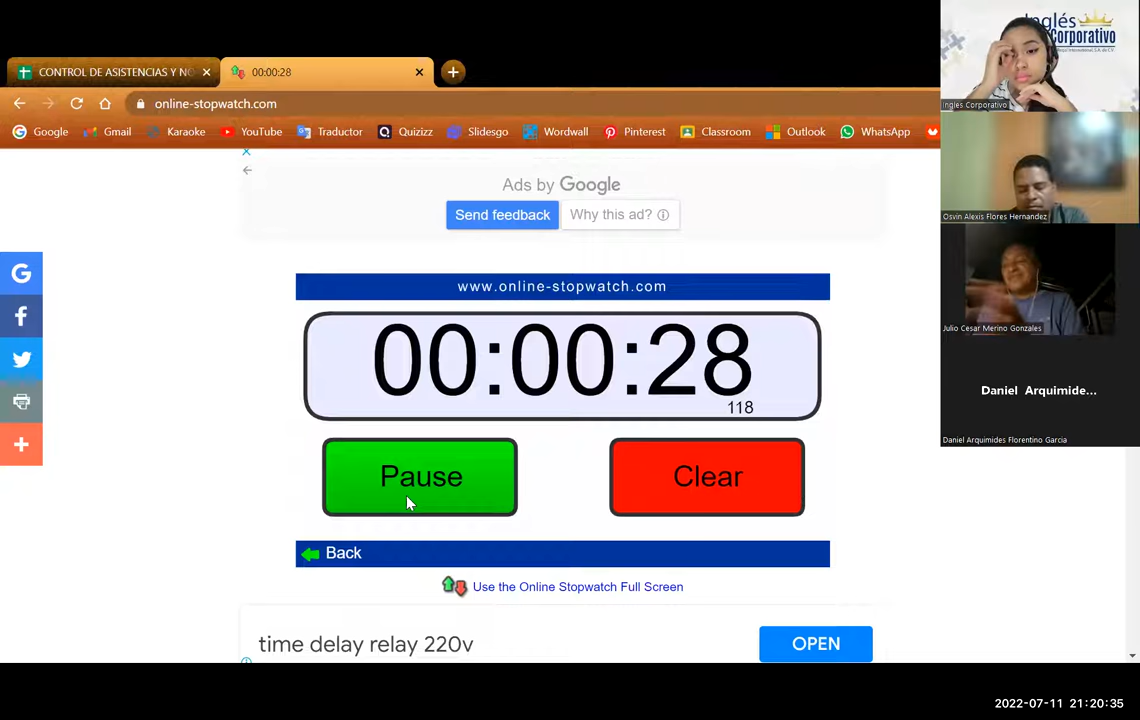 CONTROL DE ASISTENCIAS Y NO
00:00:28
online-stopwatch.com
Google
Gmail
Karaoke
YouTube
Traductor
Quizizz
Slidesgo
Wordwall
Pinterest
Classroom
Outlook
WhatsApp
Ads by Google
Send feedback
Why this ad?
www.online-stopwatch.com
00:00:28
118
Pause
Clear
Back
Use the Online Stopwatch Full Screen
time delay relay 220v
OPEN
Inglés
Corporativo
Ingles Corporativo
Osvin Alexis Flores Hernandez
Julio Cesar Merino Gonzales
Daniel Arquimide...
Daniel Arquimides Florentino Garcia
2022-07-11 21:20:35